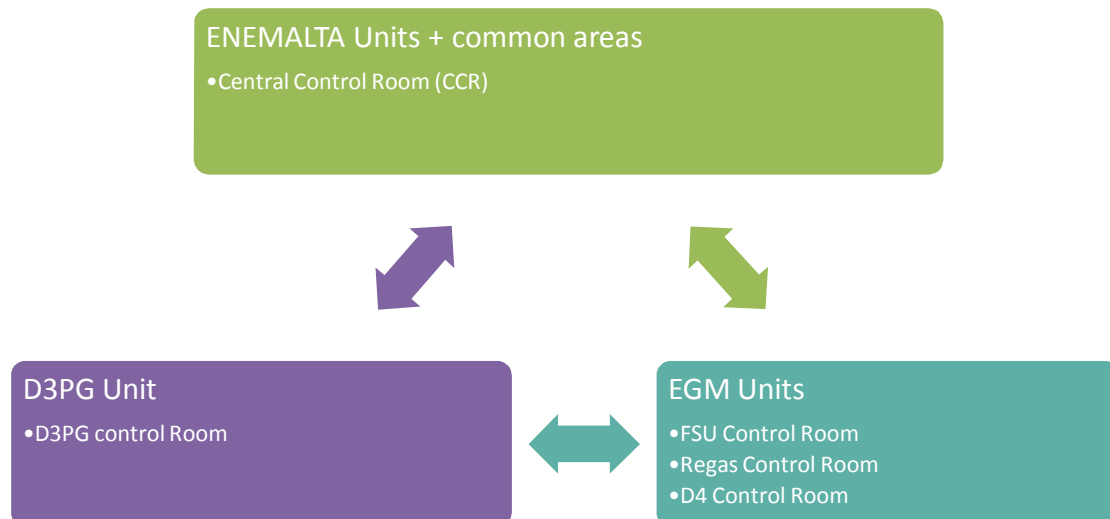 ENEMALTA Units + common areas
•Central Control Room (CCR)
D3PG Unit
•D3PG control Room
EGM Units
•FSU Control Room
•Regas Control Room
•D4 Control Room